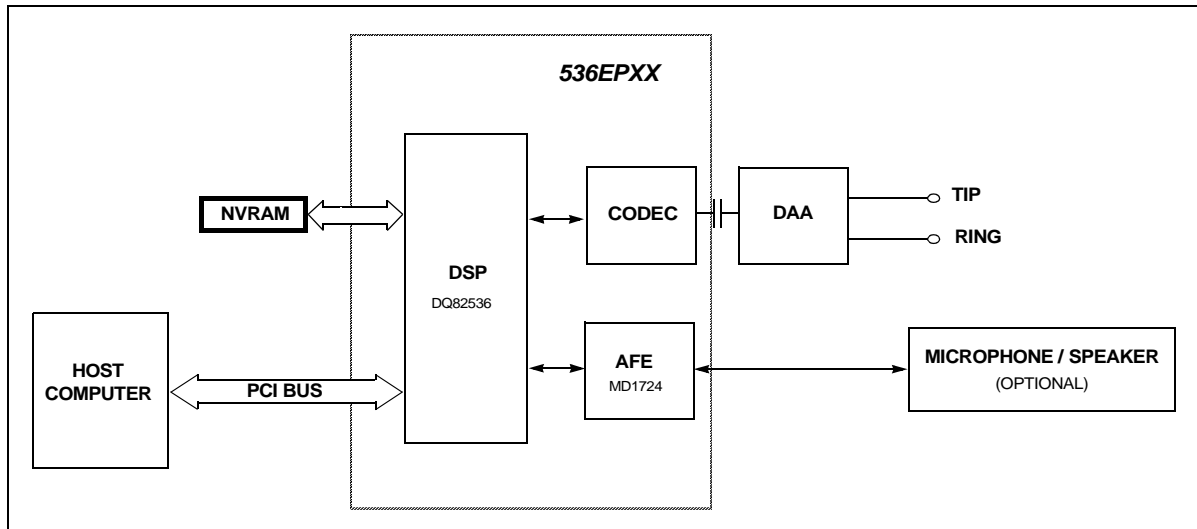 536EPXX
NVRAM
CODEC
DAA
TIP
RING
DSP
DQ82536
HOST
COMPUTER
PCI BUS
AFE
MD1724
MICROPHONE / SPEAKER
(OPTIONAL)